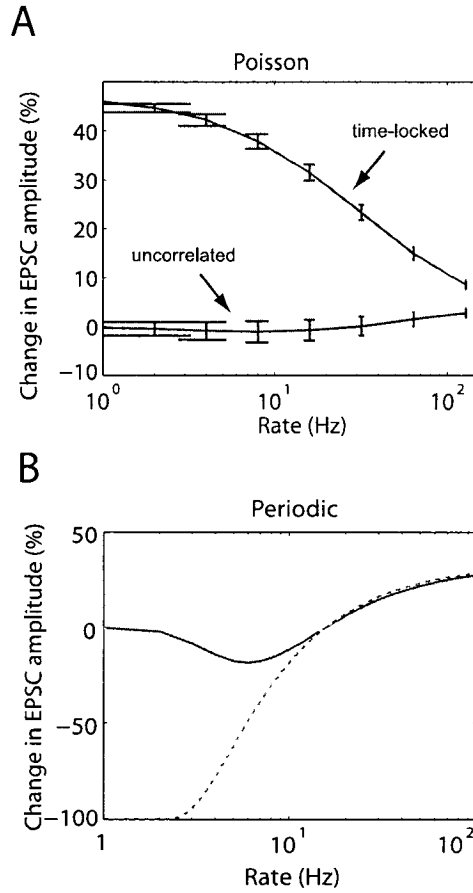 A
Poisson
Change in EPSC amplitude (%)
40
30
20
10
0
−10
time-locked
uncorrelated
10^0
10^1
10^2
Rate (Hz)
B
Periodic
Change in EPSC amplitude (%)
50
0
−50
−100
1
10^1
10^2
Rate (Hz)